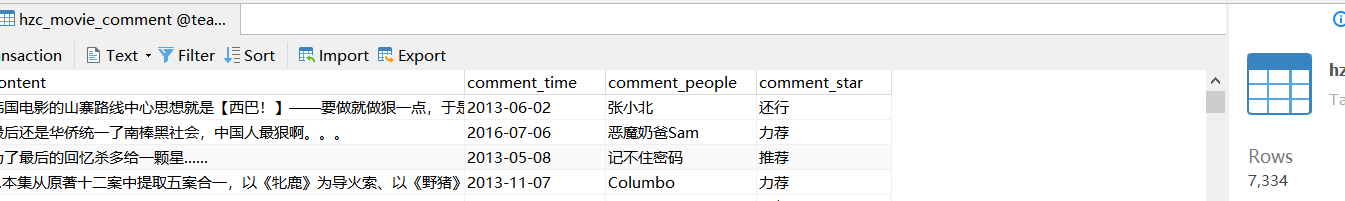 hzc_movie_comment @tea...
nsaction Text Filter Sort Import Export
ontent comment_time comment_people comment_star
韩国电影的山寨路线中心思想就是【西巴！】——要做就做狠一点，于是 2013-06-02 张小北 还行
最后还是华侨统一了南棒黑社会，中国人最狠啊。。。 2016-07-06 恶魔奶爸Sam 力荐
为了最后的回忆杀多给一颗星...... 2013-05-08 记不住密码 推荐
本集从原著十二案中提取五案合一，以《牝鹿》为导火索、以《野猪》 2013-11-07 Columbo 力荐
hz
Ta
Rows
7,334